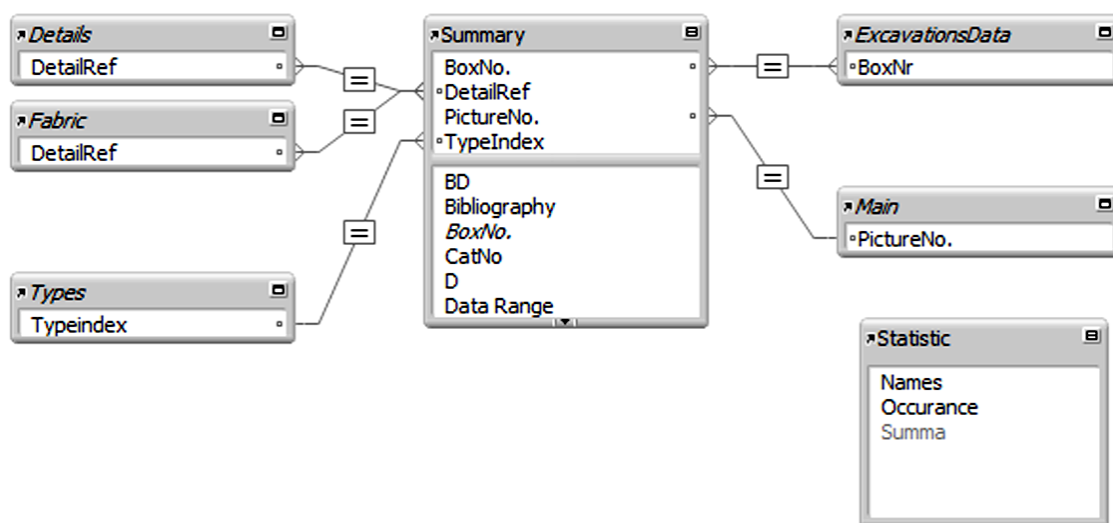 Details
DetailRef
Fabric
DetailRef
Types
Typeindex
Summary
BoxNo.
DetailRef
PictureNo.
TypeIndex
BD
Bibliography
BoxNo.
CatNo
D
Data Range
ExcavationsData
BoxNr
Main
PictureNo.
Statistic
Names
Occurance
Summa